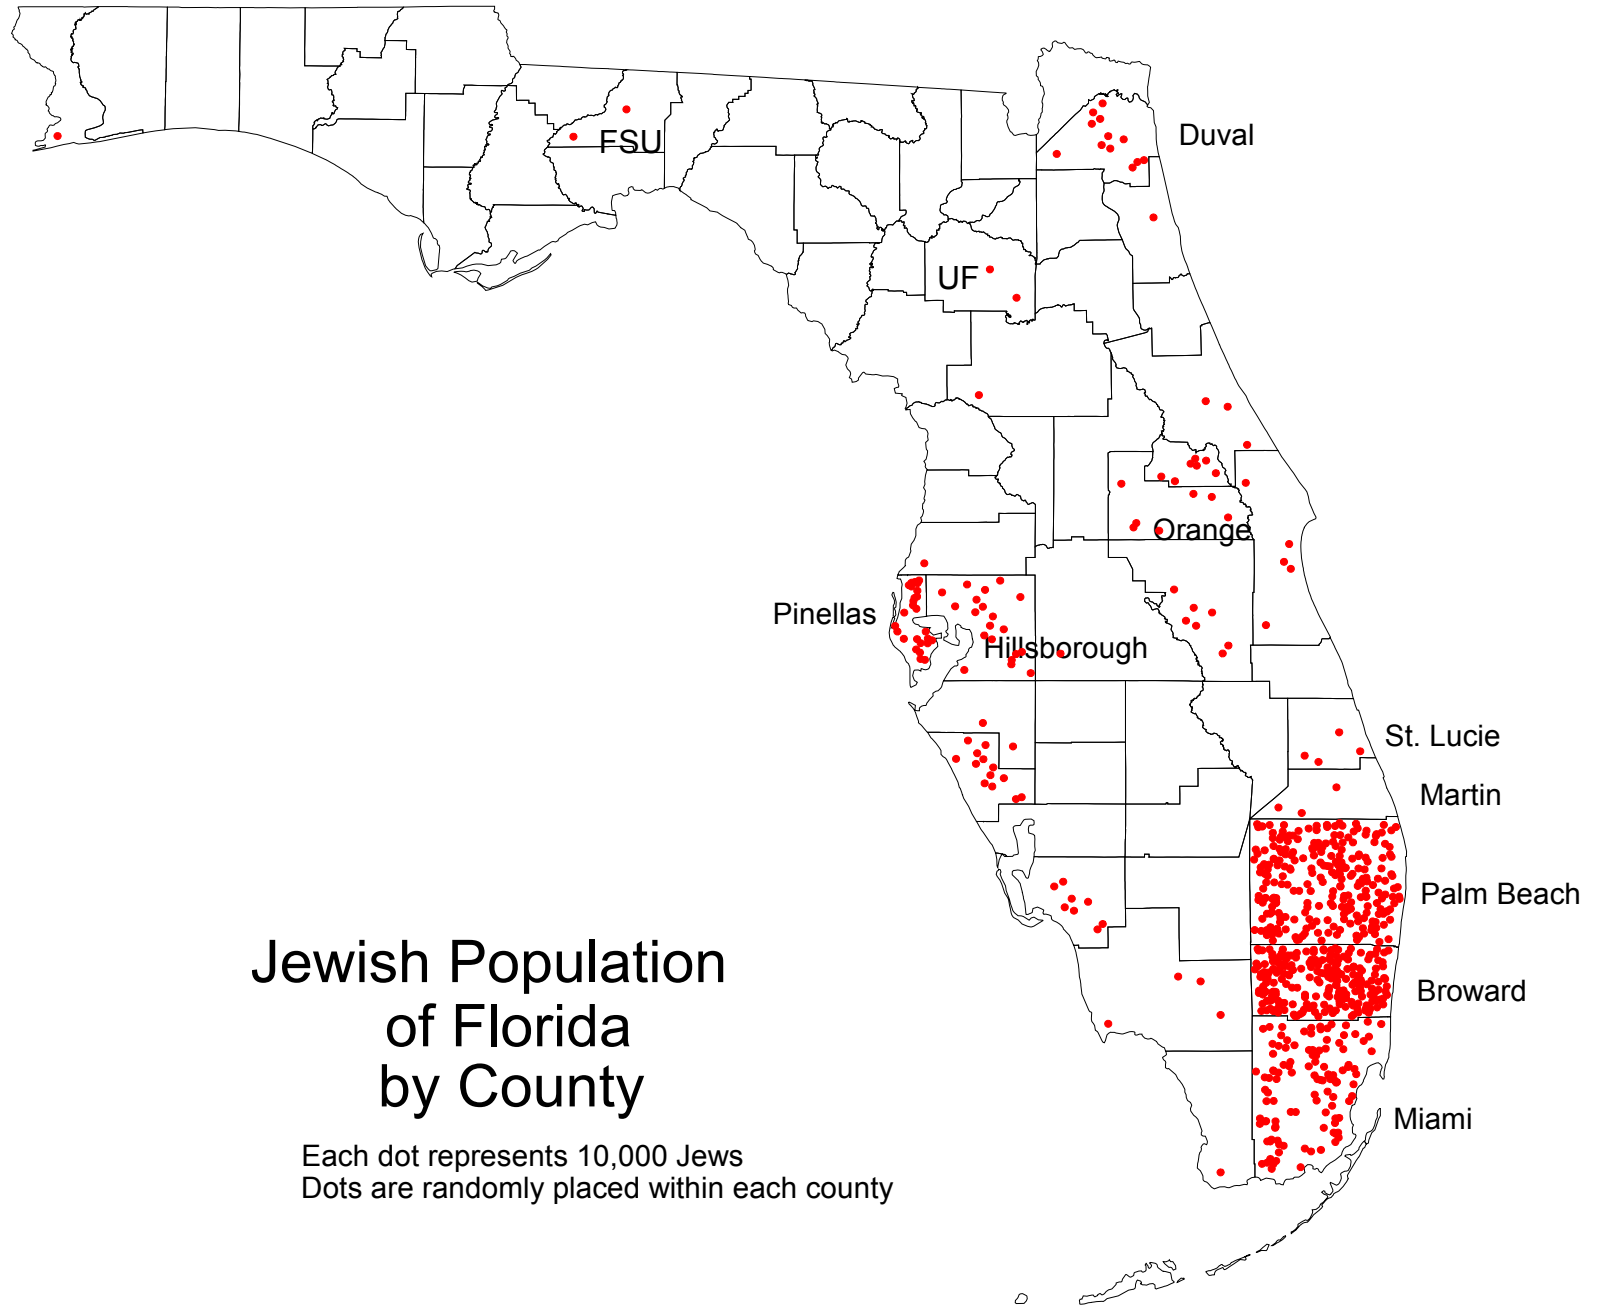 FSU
Duval
UF
Orange
Pinellas
Hillsborough
St. Lucie
Martin
Palm Beach
Broward
Miami
Jewish Population
of Florida
by County
Each dot represents 10,000 Jews
Dots are randomly placed within each county